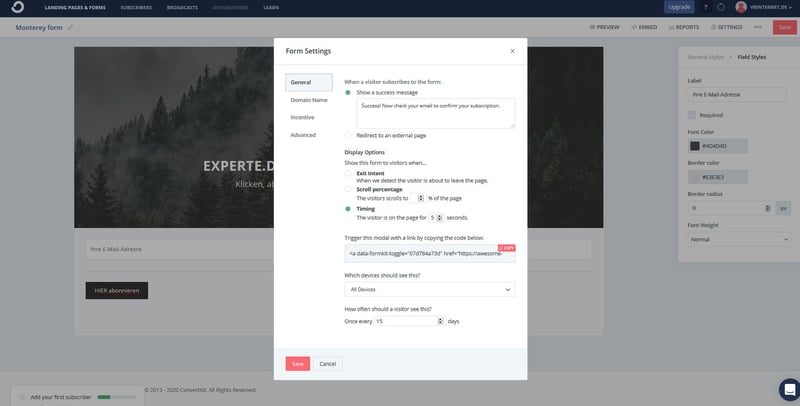 LANDING PAGES & FORMS SUBSCRIBERS BROADCASTS AUTOMATIONS LEARN Upgrade ? VBINTERNET.DE
Monterey form PREVIEW EMBED REPORTS SETTINGS ••• Save
Form Settings ×
General
Domain Name
Incentive
Advanced
When a visitor subscribes to the form:
Show a success message
Success! Now check your email to confirm your subscription.
Redirect to an external page
Display Options
Show this form to visitors when...
Exit Intent
When we detect the visitor is about to leave the page.
Scroll percentage
The visitors scrolls to % of the page
Timing
The visitor is on the page for 5 seconds.
Trigger this modal with a link by copying the code below:
COPY
<a data-formkit-toggle="07d784a73d" href="https://awesome-
Which devices should see this?
All Devices
How often should a visitor see this?
Once every 15 days
Save Cancel
EXPERTE.D
Klicken, a
Ihre E-Mail-Adresse
HIER abonnieren
General styles Field Styles
Label
Ihre E-Mail-Adresse
Required
Font Color
#4D4D4D
Border color
#E3E3E3
Border radius
0 px
Font Weight
Normal
Add your first subscriber
© 2013 - 2020 ConvertKit. All Rights Reserved.